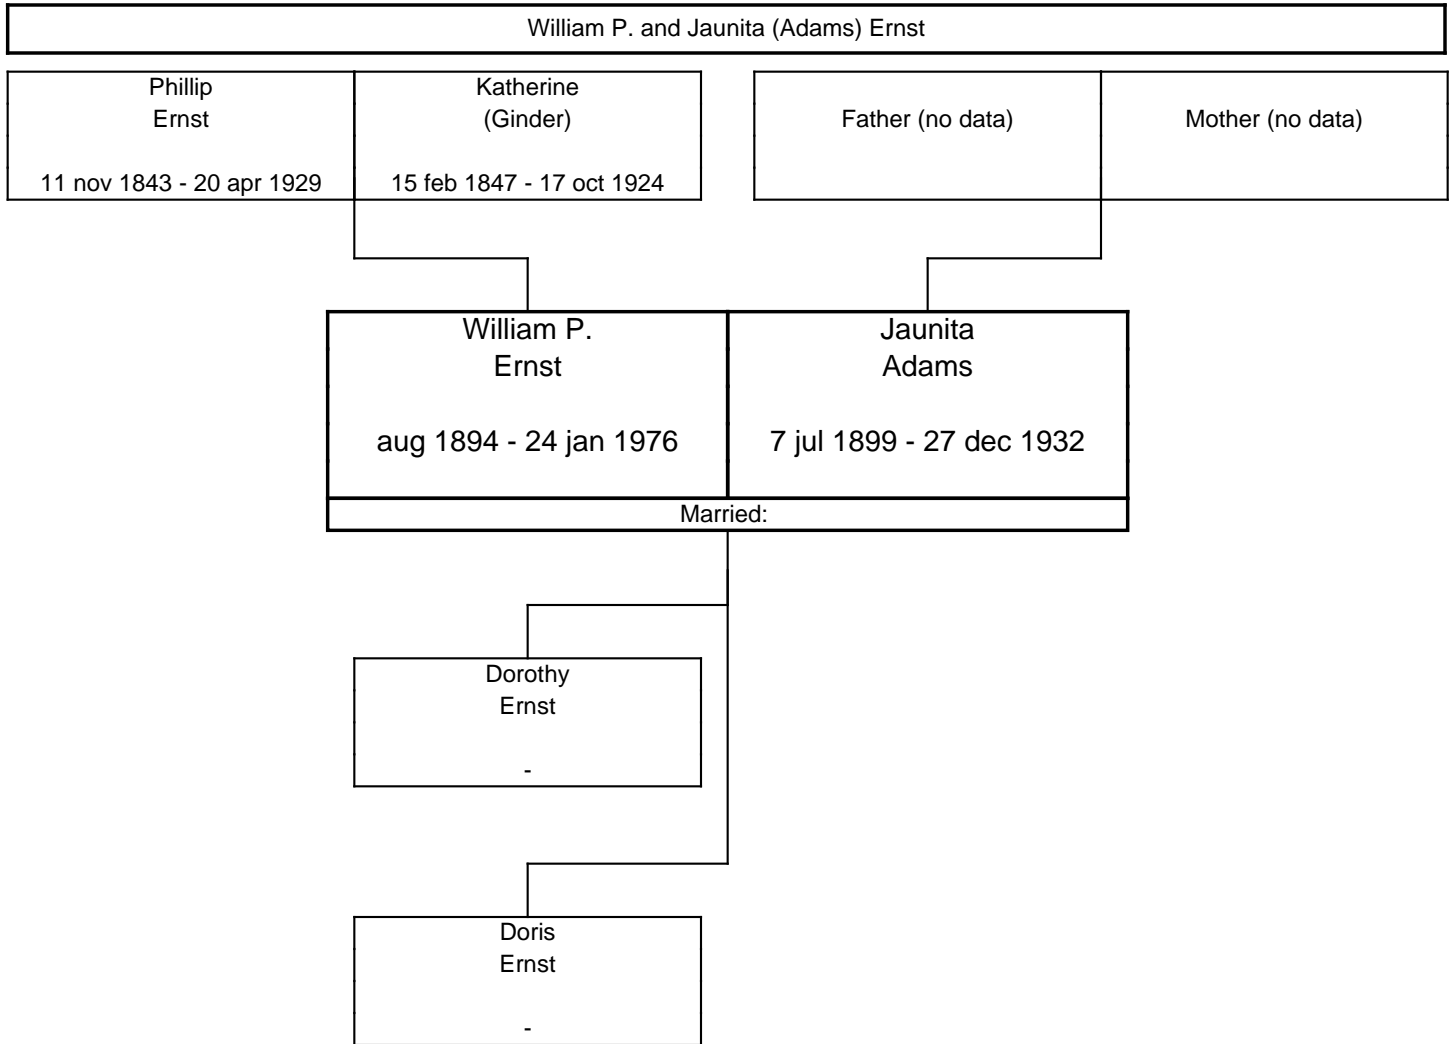 William P. and Jaunita (Adams) Ernst
Phillip
Ernst
11 nov 1843 - 20 apr 1929
Katherine
(Ginder)
15 feb 1847 - 17 oct 1924
Father (no data)
Mother (no data)
William P.
Ernst
aug 1894 - 24 jan 1976
Jaunita
Adams
7 jul 1899 - 27 dec 1932
Married:
Dorothy
Ernst
-
Doris
Ernst
-